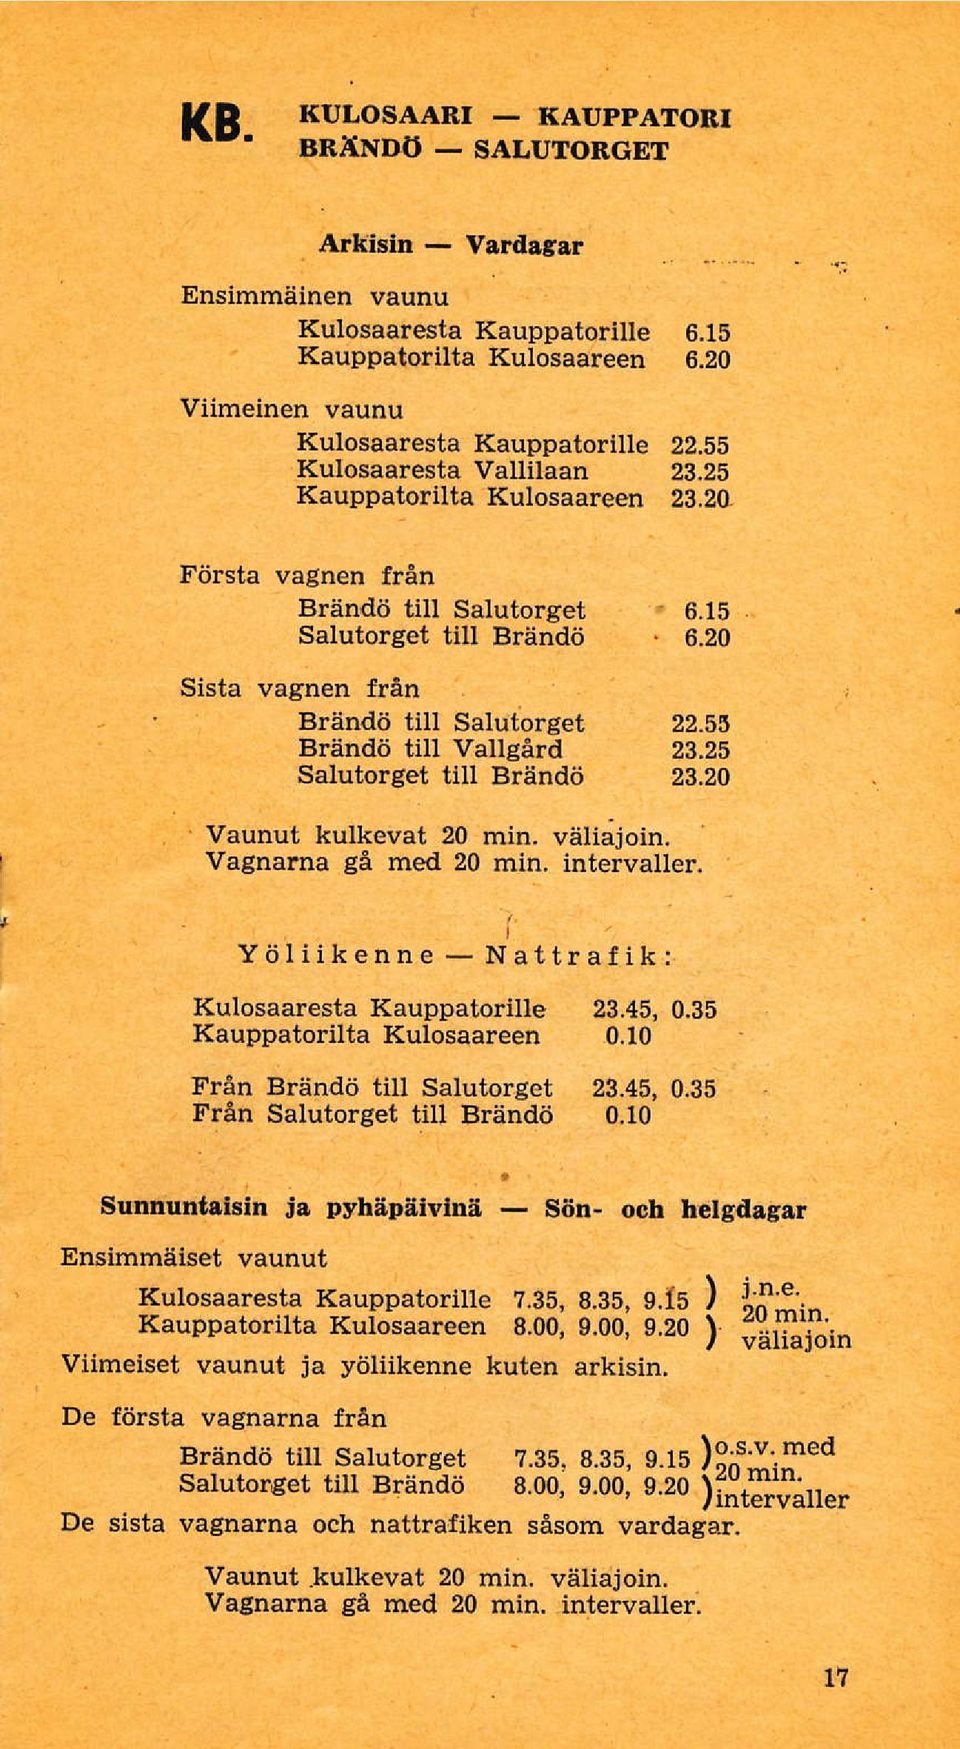 KB. KULOSAARI — KAUPPATORI
BRÄNDÖ — SALUTORGET
Arkisin — Vardagar
Ensimmäinen vaunu
Kulosaaresta Kauppatorille 6.15
Kauppatorilta Kulosaareen 6.20
Viimeinen vaunu
Kulosaaresta Kauppatorille 22.55
Kulosaaresta Vallilaan 23.25
Kauppatorilta Kulosaareen 23.20
Första vagnen från
Brändö till Salutorget 6.15
Salutorget till Brändö 6.20
Sista vagnen från
Brändö till Salutorget 22.55
Brändö till Vallgård 23.25
Salutorget till Brändö 23.20
Vaunut kulkevat 20 min. väliajoin.
Vagnarna gå med 20 min. intervaller.
Yöliikenne — Nattrafik:
Kulosaaresta Kauppatorille 23.45, 0.35
Kauppatorilta Kulosaareen 0.10
Från Brändö till Salutorget 23.45, 0.35
Från Salutorget till Brändö 0.10
Sunnuntaisin ja pyhäpäivinä — Sön- och helgdagar
Ensimmäiset vaunut
Kulosaaresta Kauppatorille 7.35, 8.35, 9.15 ) j.n.e.
20 min.
Kauppatorilta Kulosaareen 8.00, 9.00, 9.20 ) väliajoin
Viimeiset vaunut ja yöliikenne kuten arkisin.
De första vagnarna från
Brändö till Salutorget 7.35, 8.35, 9.15 ) o.s.v. med
20 min.
Salutorget till Brändö 8.00, 9.00, 9.20 ) intervaller
De sista vagnarna och nattrafiken såsom vardagar.
Vaunut kulkevat 20 min. väliajoin.
Vagnarna gå med 20 min. intervaller.
17